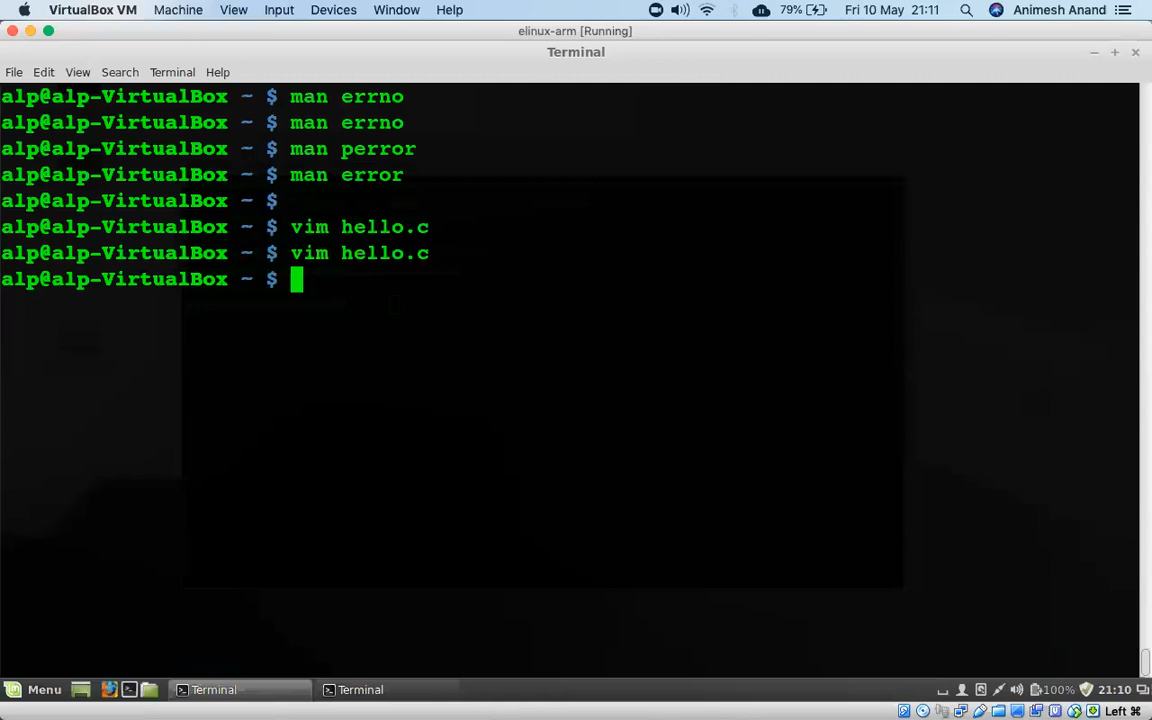 VirtualBox VM Machine View Input Devices Window Help 79% Fri 10 May 21:11 Animesh Anand
elinux-arm [Running]
Terminal
File Edit View Search Terminal Help
alp@alp-VirtualBox ~ $ man errno
alp@alp-VirtualBox ~ $ man errno
alp@alp-VirtualBox ~ $ man perror
alp@alp-VirtualBox ~ $ man error
alp@alp-VirtualBox ~ $
alp@alp-VirtualBox ~ $ vim hello.c
alp@alp-VirtualBox ~ $ vim hello.c
alp@alp-VirtualBox ~ $
Menu Terminal Terminal 100% 21:10
Left ⌘